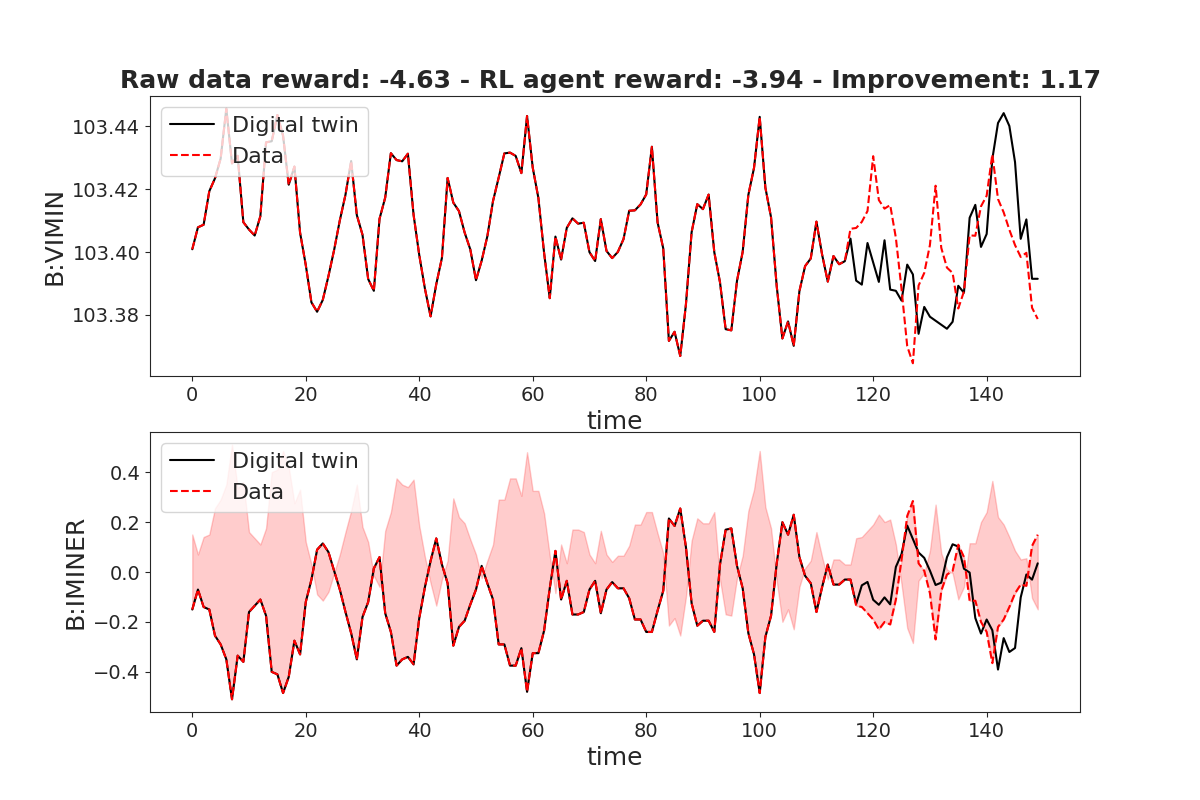 Raw data reward: -4.63 - RL agent reward: -3.94 - Improvement: 1.17
B:VIMIN
103.44
103.42
103.40
103.38
Digital twin
Data
0 20 40 60 80 100 120 140
time
B:IMINER
0.4
0.2
0.0
−0.2
−0.4
Digital twin
Data
0 20 40 60 80 100 120 140
time